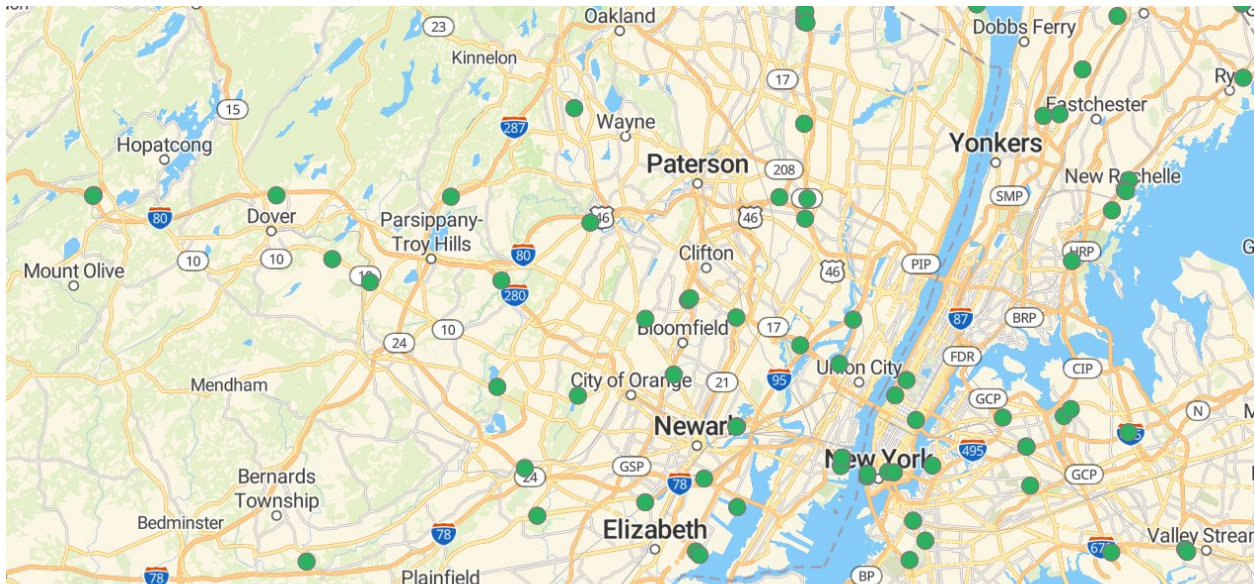 Oakland
23
Kinnelon
Dobbs Ferry
17
Ry
15
287
Wayne
Eastchester
Hopatcong
Yonkers
Paterson
208
New Rochelle
SMP
80
Dover
46
46
Parsippany-
Troy Hills
10
10
80
Clifton
PIP
HRP
G
Mount Olive
46
280
10
10
Bloomfield
17
87
BRP
24
Union City
FDR
CIP
Mendham
City of Orange
21
95
GCP
N
M
Newark
New York
495
GSP
24
78
GCP
Bernards
Township
Bedminster
78
Elizabeth
678
Valley Stream
78
Plainfield
BP